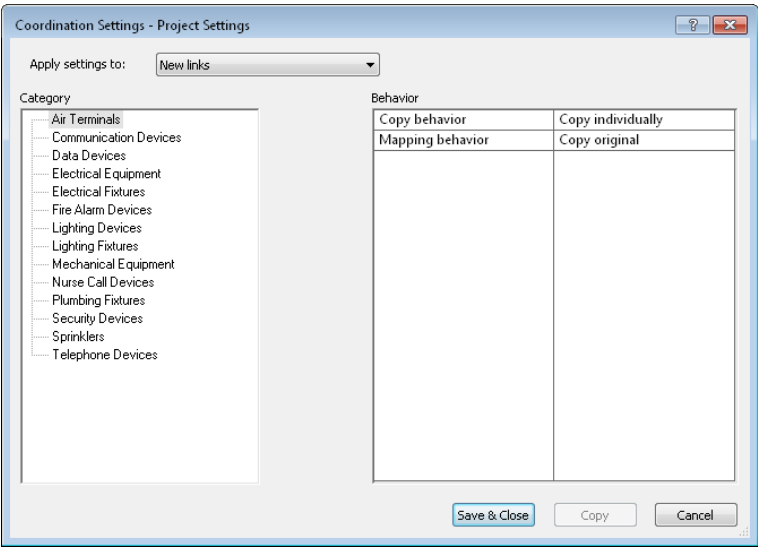 Coordination Settings - Project Settings
?
Apply settings to: New links
Category
Behavior
Air Terminals
Communication Devices
Data Devices
Electrical Equipment
Electrical Fixtures
Fire Alarm Devices
Lighting Devices
Lighting Fixtures
Mechanical Equipment
Nurse Call Devices
Plumbing Fixtures
Security Devices
Sprinklers
Telephone Devices
Copy behavior Copy individually
Mapping behavior Copy original
Save & Close Copy Cancel